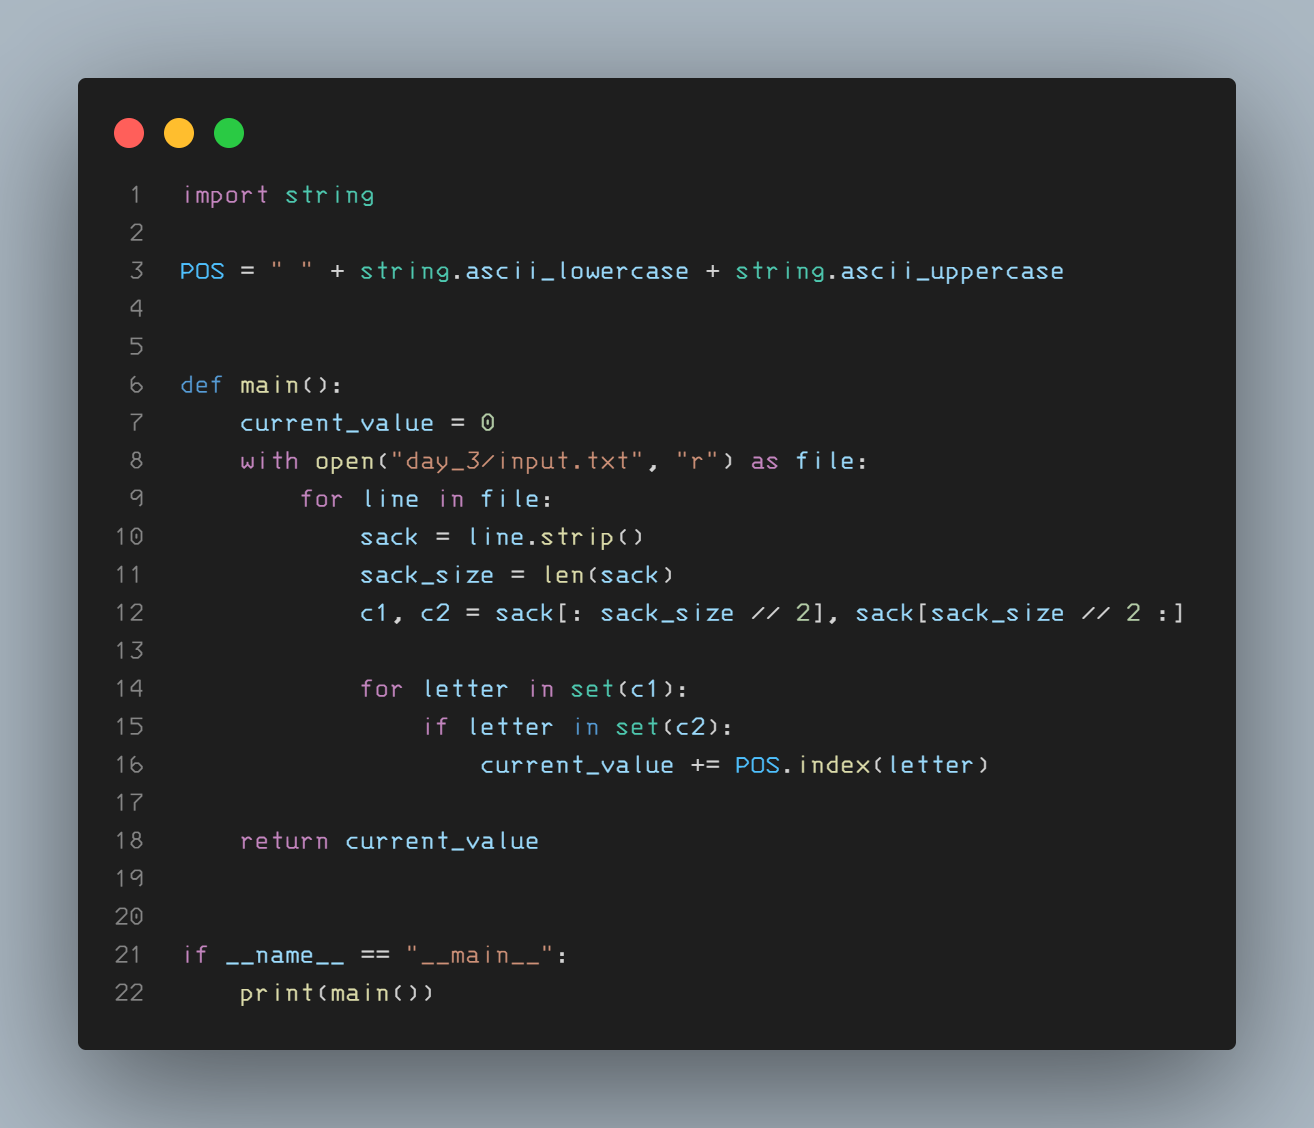 1 import string
2
3 POS = " " + string.ascii_lowercase + string.ascii_uppercase
4
5
6 def main():
7     current_value = 0
8     with open("day_3/input.txt", "r") as file:
9         for line in file:
10             sack = line.strip()
11             sack_size = len(sack)
12             c1, c2 = sack[: sack_size // 2], sack[sack_size // 2 :]
13
14             for letter in set(c1):
15                 if letter in set(c2):
16                     current_value += POS.index(letter)
17
18     return current_value
19
20
21 if __name__ == "__main__":
22     print(main())